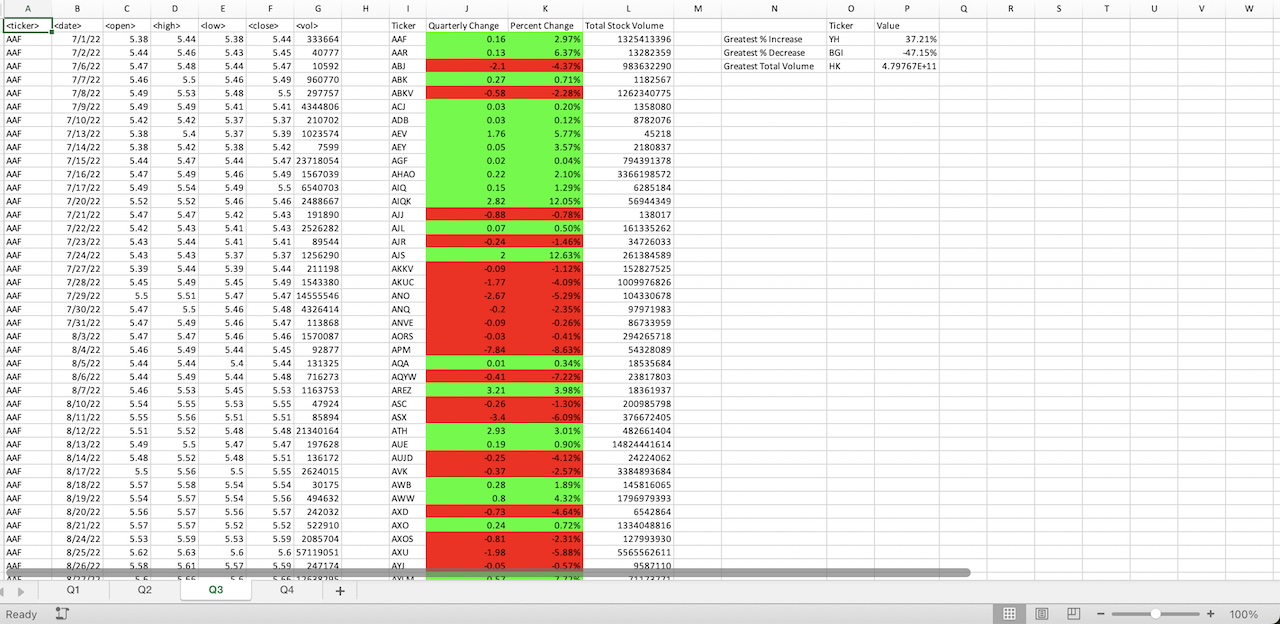 A B C D E F G H I J K L M N O P Q R S T U V W
<ticker> <date> <open> <high> <low> <close> <vol> Ticker Quarterly Change Percent Change Total Stock Volume Ticker Value
AAF 7/1/22 5.38 5.44 5.38 5.44 333664 AAF 0.16 2.97% 1325413396 Greatest % Increase YH 37.21%
AAF 7/2/22 5.44 5.46 5.43 5.45 40777 AAR 0.13 6.37% 13282359 Greatest % Decrease BGI -47.15%
AAF 7/6/22 5.47 5.48 5.44 5.47 10592 ABJ -2.1 -4.37% 983632290 Greatest Total Volume HK 4.79767E+11
AAF 7/7/22 5.46 5.5 5.46 5.49 960770 ABK 0.27 0.71% 1182567
AAF 7/8/22 5.49 5.53 5.48 5.5 297757 ABKV -0.58 -2.28% 1262340775
AAF 7/9/22 5.49 5.49 5.41 5.41 4344806 ACJ 0.03 0.20% 1358080
AAF 7/10/22 5.42 5.42 5.37 5.37 210702 ADB 0.03 0.12% 8782076
AAF 7/13/22 5.38 5.4 5.37 5.39 1023574 AEV 1.76 5.77% 45218
AAF 7/14/22 5.38 5.42 5.38 5.42 7599 AEY 0.05 3.57% 2180837
AAF 7/15/22 5.44 5.47 5.44 5.47 23718054 AGF 0.02 0.04% 794391378
AAF 7/16/22 5.47 5.49 5.46 5.49 1567039 AHAO 0.22 2.10% 3366198572
AAF 7/17/22 5.49 5.54 5.49 5.5 6540703 AIQ 0.15 1.29% 6285184
AAF 7/20/22 5.52 5.52 5.46 5.46 2488667 AIQK 2.82 12.05% 56944349
AAF 7/21/22 5.47 5.47 5.42 5.43 191890 AJJ -0.88 -0.78% 138017
AAF 7/22/22 5.42 5.43 5.41 5.43 2526282 AJL 0.07 0.50% 161335262
AAF 7/23/22 5.43 5.44 5.41 5.41 89544 AJR -0.24 -1.46% 34726033
AAF 7/24/22 5.43 5.43 5.37 5.37 1256290 AJS 2 12.63% 261384589
AAF 7/27/22 5.39 5.44 5.39 5.44 211198 AKKV -0.09 -1.12% 152827525
AAF 7/28/22 5.45 5.49 5.45 5.49 1543380 AKUC -1.77 -4.09% 1009976826
AAF 7/29/22 5.5 5.51 5.47 5.47 14555546 ANO -2.67 -5.29% 104330678
AAF 7/30/22 5.47 5.5 5.46 5.48 4326414 ANQ -0.2 -2.35% 97971983
AAF 7/31/22 5.47 5.49 5.46 5.47 113868 ANVE -0.09 -0.26% 86733959
AAF 8/3/22 5.47 5.47 5.46 5.46 1570087 AORS -0.03 -0.41% 294265718
AAF 8/4/22 5.46 5.49 5.44 5.45 92877 APM -7.84 -8.63% 54328089
AAF 8/5/22 5.44 5.44 5.4 5.44 131325 AQA 0.01 0.34% 18535684
AAF 8/6/22 5.44 5.49 5.44 5.48 716273 AQYW -0.41 -7.22% 23817803
AAF 8/7/22 5.46 5.53 5.45 5.53 1163753 AREZ 3.21 3.98% 18361937
AAF 8/10/22 5.54 5.55 5.53 5.55 47924 ASC -0.26 -1.30% 200985798
AAF 8/11/22 5.55 5.56 5.51 5.51 85894 ASX -3.4 -6.09% 376672405
AAF 8/12/22 5.51 5.52 5.48 5.48 21340164 ATH 2.93 3.01% 482661404
AAF 8/13/22 5.49 5.5 5.47 5.47 197628 AUE 0.19 0.90% 14824441614
AAF 8/14/22 5.48 5.52 5.48 5.51 136172 AUJD -0.25 -4.12% 24224062
AAF 8/17/22 5.5 5.56 5.5 5.55 2624015 AVK -0.37 -2.57% 3384893684
AAF 8/18/22 5.57 5.58 5.54 5.54 30175 AWB 0.28 1.89% 145816065
AAF 8/19/22 5.54 5.57 5.54 5.56 494632 AWW 0.8 4.32% 1796979393
AAF 8/20/22 5.56 5.57 5.56 5.57 242032 AXD -0.73 -4.64% 6542864
AAF 8/21/22 5.57 5.57 5.52 5.52 522910 AXO 0.24 0.72% 1334048816
AAF 8/24/22 5.53 5.59 5.53 5.59 2085704 AXOS -0.81 -2.31% 127993930
AAF 8/25/22 5.62 5.63 5.6 5.6 57119051 AXU -1.98 -5.88% 5565562611
AAF 8/26/22 5.58 5.61 5.57 5.59 247174 AYJ -0.05 -0.57% 9587110
Q1 Q2 Q3 Q4 +
Ready − + 100%